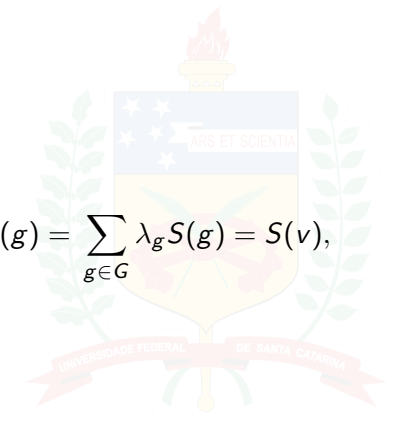 ARS ET SCIENTIA
(g) = ∑_{g∈G} λ_g S(g) = S(v),
UNIVERSIDADE FEDERAL DE SANTA CATARINA